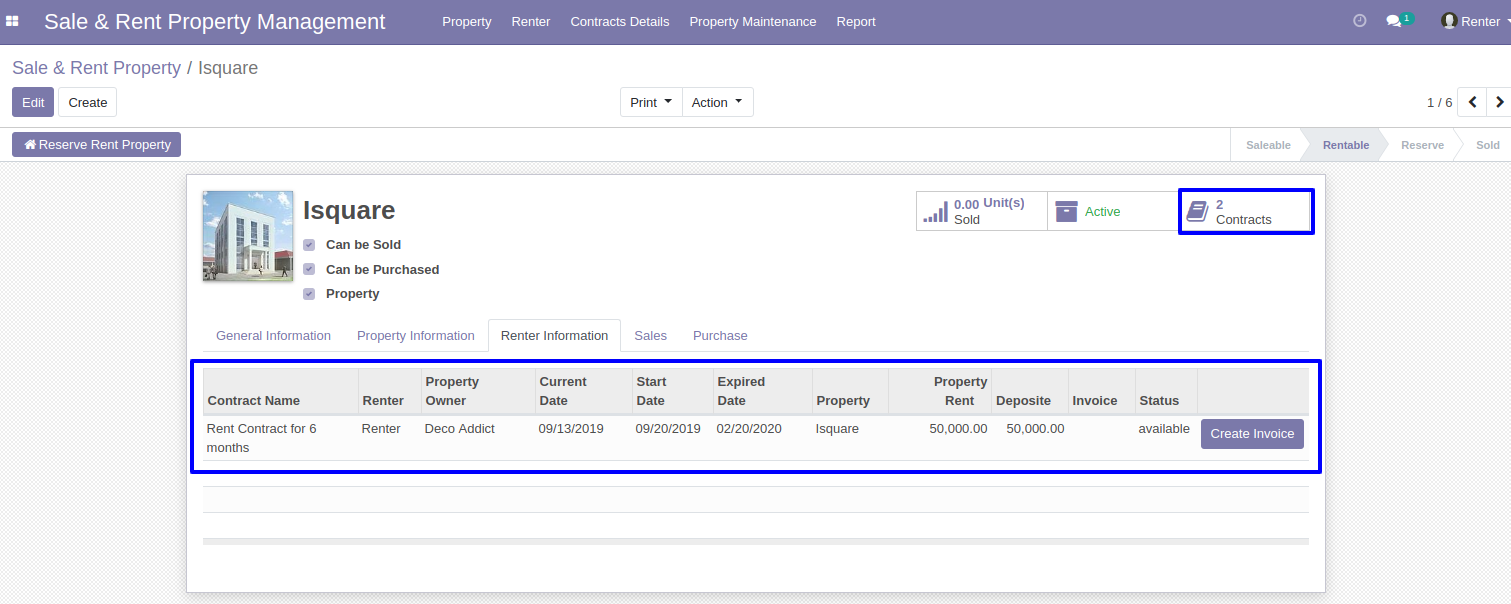 Sale & Rent Property Management Property Renter Contracts Details Property Maintenance Report 1 Renter
Sale & Rent Property / Isquare
Edit Create Print Action 1 / 6
Reserve Rent Property Saleable Rentable Reserve Sold
Isquare
0.00 Unit(s)
Sold
Active
2
Contracts
Can be Sold
Can be Purchased
Property
General Information Property Information Renter Information Sales Purchase
Contract Name Renter Property Owner Current Date Start Date Expired Date Property Property Rent Deposite Invoice Status
Rent Contract for 6 months Renter Deco Addict 09/13/2019 09/20/2019 02/20/2020 Isquare 50,000.00 50,000.00 available Create Invoice